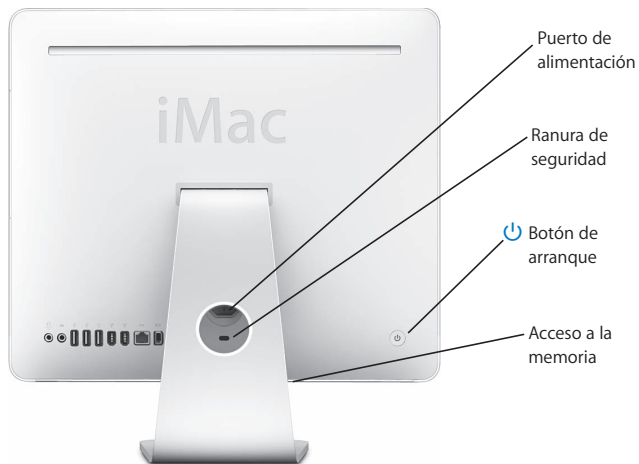 iMac
Puerto de
alimentación
Ranura de
seguridad
Botón de
arranque
Acceso a la
memoria